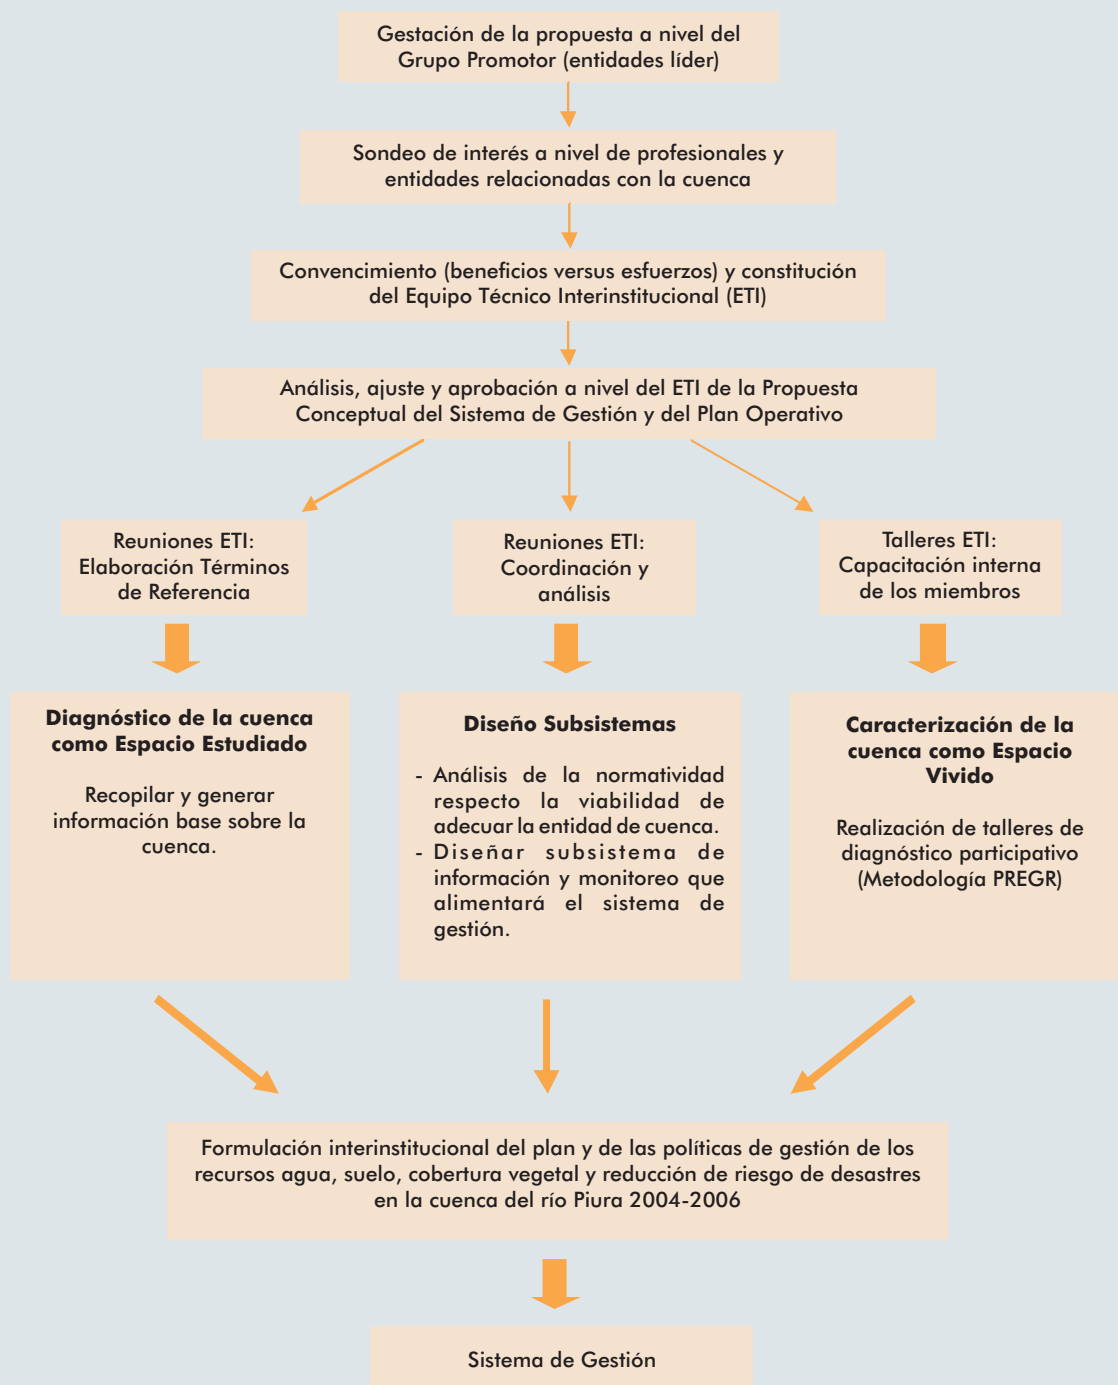 Gestación de la propuesta a nivel del
Grupo Promotor (entidades líder)
Sondeo de interés a nivel de profesionales y
entidades relacionadas con la cuenca
Convencimiento (beneficios versus esfuerzos) y constitución
del Equipo Técnico Interinstitucional (ETI)
Análisis, ajuste y aprobación a nivel del ETI de la Propuesta
Conceptual del Sistema de Gestión y del Plan Operativo
Reuniones ETI:
Elaboración Términos
de Referencia
Reuniones ETI:
Coordinación y
análisis
Talleres ETI:
Capacitación interna
de los miembros
Diagnóstico de la cuenca
como Espacio Estudiado
Recopilar y generar
información base sobre la
cuenca.
Diseño Subsistemas
- Análisis de la normatividad
respecto la viabilidad de
adecuar la entidad de cuenca.
- Diseñar subsistema de
información y monitoreo que
alimentará el sistema de
gestión.
Caracterización de la
cuenca como Espacio
Vivido
Realización de talleres de
diagnóstico participativo
(Metodología PREGR)
Formulación interinstitucional del plan y de las políticas de gestión de los
recursos agua, suelo, cobertura vegetal y reducción de riesgo de desastres
en la cuenca del río Piura 2004-2006
Sistema de Gestión